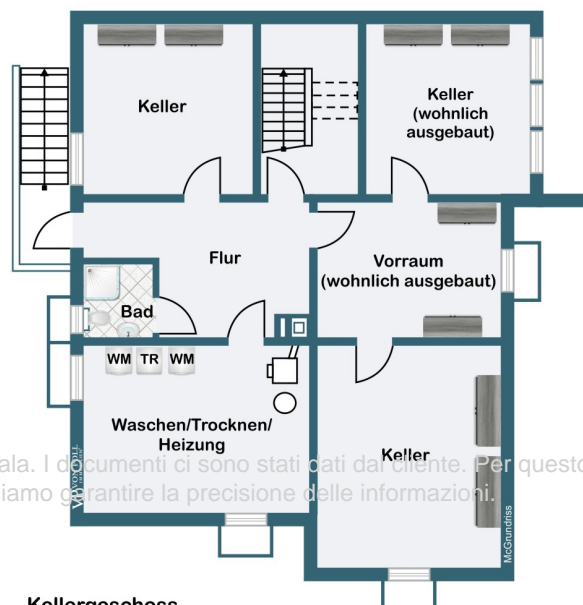 Keller
Keller
(wohnlich
ausgebaut)
Flur
Vorraum
(wohnlich ausgebaut)
Bad
WM TR WM
Waschen/Trocknen/
Heizung
Keller
ala. I documenti ci sono stati dati dal cliente. Per questo
siamo garantire la precisione delle informazioni.
McGrundriss
Kellergeschoss